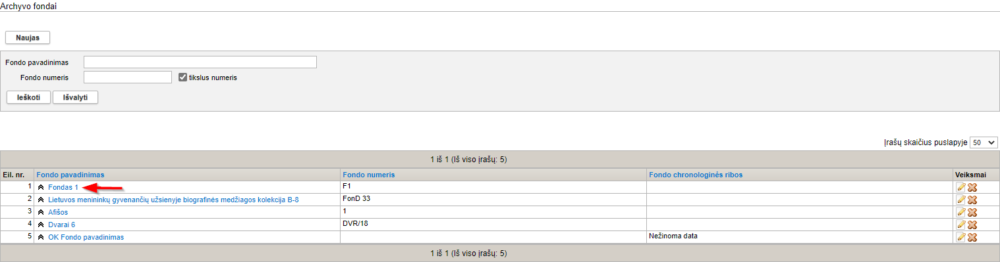 Archyvo fondai
Naujas
Fondo pavadinimas
Fondo numeris tikslus numeris
Ieškoti Išvalyti
Įrašų skaičius puslapyje 50
1 iš 1 (Iš viso įrašų: 5)
Eil. nr. Fondo pavadinimas Fondo numeris Fondo chronologinės ribos Veiksmai
1 Fondas 1 F1
2 Lietuvos menininkų gyvenančių užsienyje biografinės medžiagos kolekcija B-8 FonD 33
3 Afišos 1
4 Dvarai 6 DVR/18
5 OK Fondo pavadinimas Nežinoma data
1 iš 1 (Iš viso įrašų: 5)